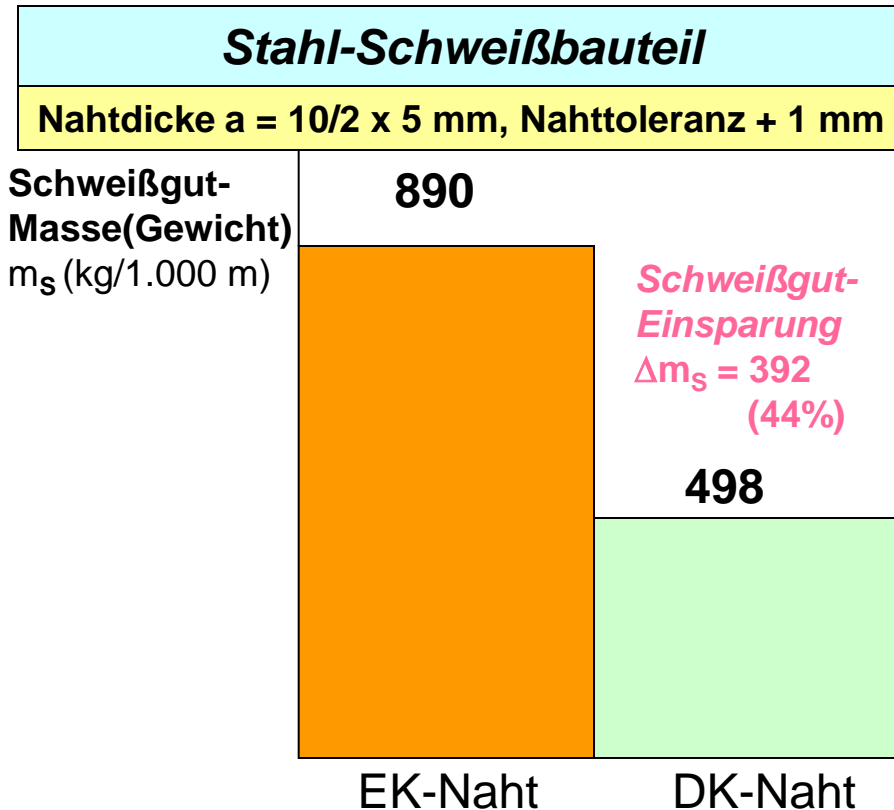 Stahl-Schweißbauteil
Nahtdicke a = 10/2 x 5 mm, Nahttoleranz + 1 mm
Schweißgut-
Masse(Gewicht)
mS (kg/1.000 m)
890
Schweißgut-
Einsparung
ΔmS = 392
(44%)
498
EK-Naht
DK-Naht